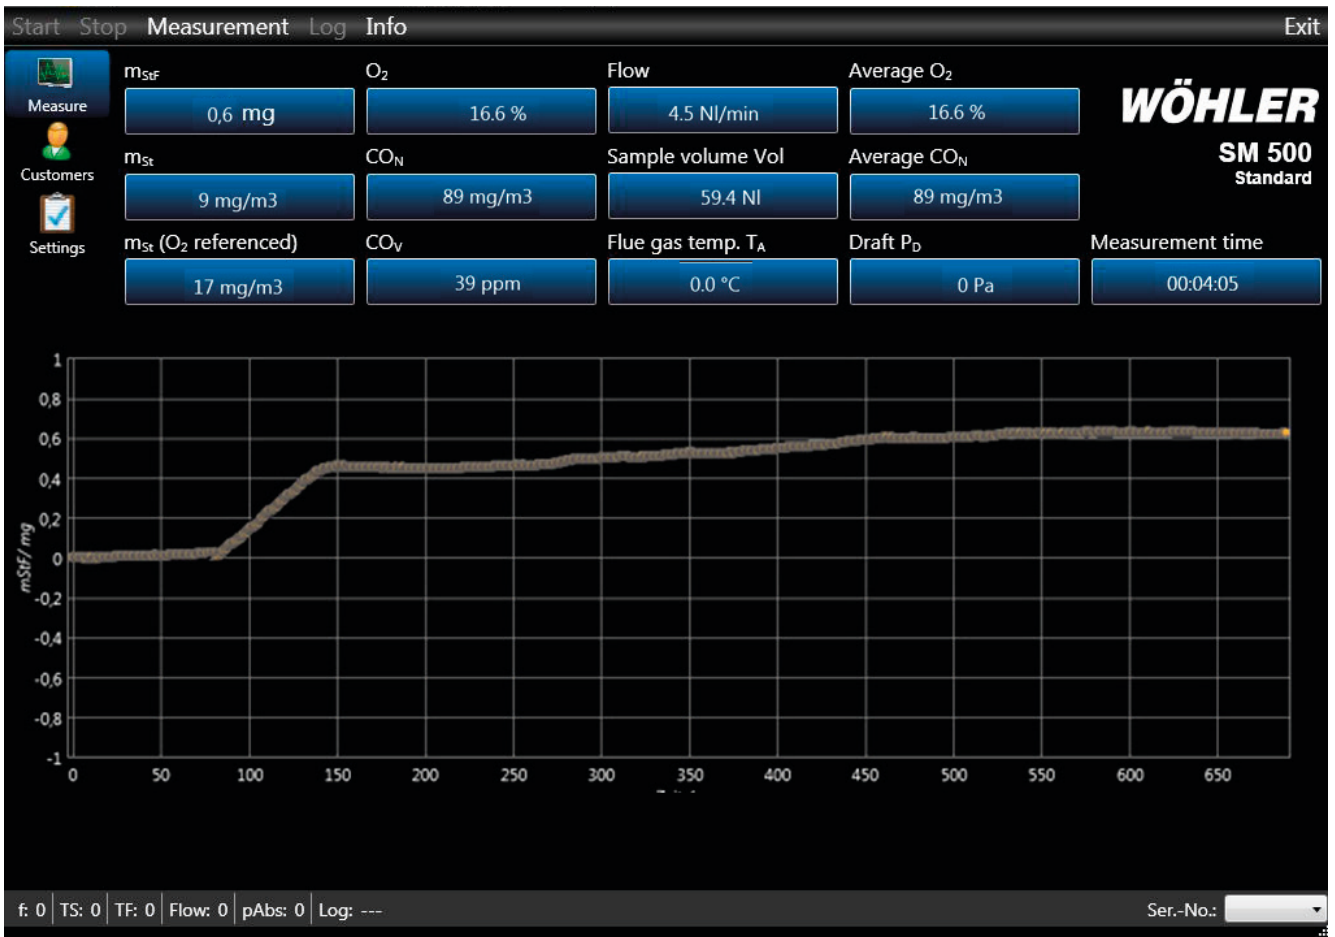 Start Stop Measurement Log Info Exit
Measure
Customers
Settings
mStF O2 Flow Average O2
0,6 mg 16.6 % 4.5 Nl/min 16.6 %
WÖHLER
SM 500
Standard
mSt CON Sample volume Vol Average CON
9 mg/m3 89 mg/m3 59.4 Nl 89 mg/m3
mSt (O2 referenced) COV Flue gas temp. TA Draft PD Measurement time
17 mg/m3 39 ppm 0.0 °C 0 Pa 00:04:05
mStF/ mg
1
0,8
0,6
0,4
0,2
0
-0,2
-0,4
-0,6
-0,8
-1
0 50 100 150 200 250 300 350 400 450 500 550 600 650
f: 0 TS: 0 TF: 0 Flow: 0 pAbs: 0 Log: --- Ser.-No.: